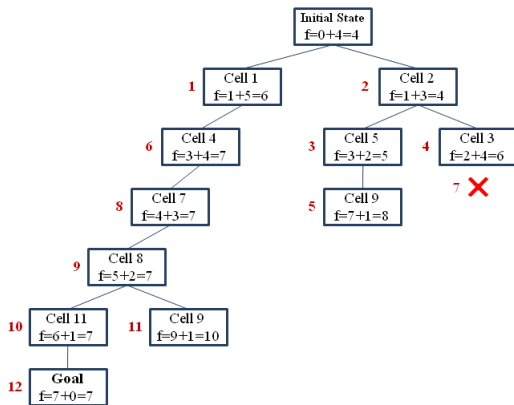 Initial State
f=0+4=4
1
Cell 1
f=1+5=6
2
Cell 2
f=1+3=4
6
Cell 4
f=3+4=7
3
Cell 5
f=3+2=5
4
Cell 3
f=2+4=6
7
8
Cell 7
f=4+3=7
5
Cell 9
f=7+1=8
9
Cell 8
f=5+2=7
10
Cell 11
f=6+1=7
11
Cell 9
f=9+1=10
12
Goal
f=7+0=7